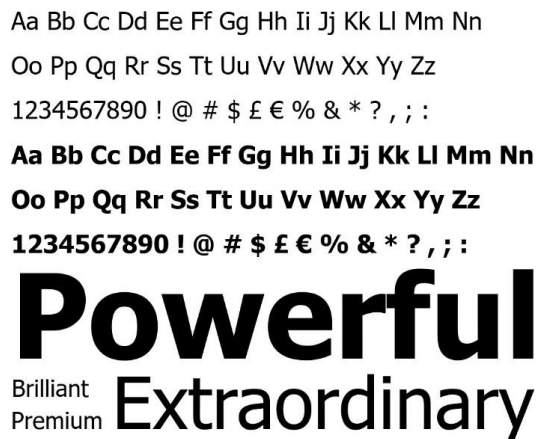 Aa Bb Cc Dd Ee Ff Gg Hh Ii Jj Kk Ll Mm Nn
Oo Pp Qq Rr Ss Tt Uu Vv Ww Xx Yy Zz
1234567890 ! @ # $ £ € % & * ? , ; :
Aa Bb Cc Dd Ee Ff Gg Hh Ii Jj Kk Ll Mm Nn
Oo Pp Qq Rr Ss Tt Uu Vv Ww Xx Yy Zz
1234567890 ! @ # $ £ € % & * ? , ; :
Powerful
Brilliant
Premium
Extraordinary